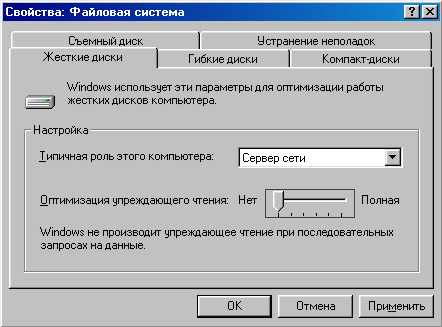 Свойства: Файловая система
Съемный диск
Устранение неполадок
Жесткие диски
Гибкие диски
Компакт-диски
Windows использует эти параметры для оптимизации работы
жестких дисков компьютера.
Настройка
Типичная роль этого компьютера:
Сервер сети
Оптимизация упреждающего чтения:
Нет
Полная
Windows не производит упреждающее чтение при последовательных
запросах на данные.
OK
Отмена
Применить